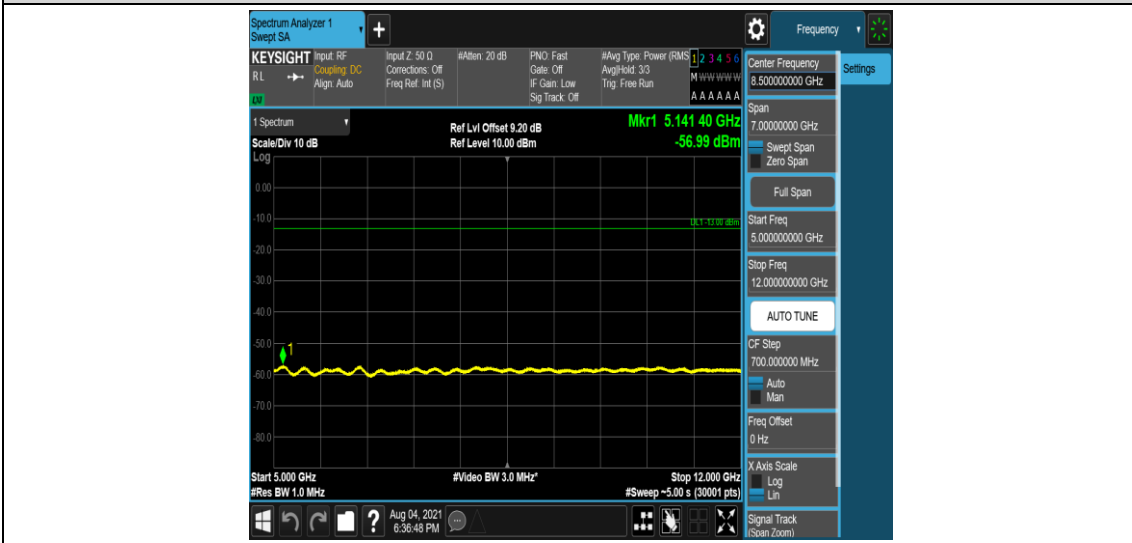 Spectrum Analyzer 1
Swept SA
+
Frequency
KEYSIGHT
RL
LXI
Input: RF
Coupling: DC
Align: Auto
Input Z: 50 Ω
Corrections: Off
Freq Ref: Int (S)
#Atten: 20 dB
PNO: Fast
Gate: Off
IF Gain: Low
Sig Track: Off
#Avg Type: Power (RMS
Avg|Hold: 3/3
Trig: Free Run
1 2 3 4 5 6
M W W W W W
A A A A A A
1 Spectrum
Scale/Div 10 dB
Log
Ref Lvl Offset 9.20 dB
Ref Level 10.00 dBm
Mkr1 5.141 40 GHz
-56.99 dBm
0.00
-10.0
DL1 -13.00 dBm
-20.0
-30.0
-40.0
-50.0
1
-60.0
-70.0
-80.0
Start 5.000 GHz
#Res BW 1.0 MHz
#Video BW 3.0 MHz*
Stop 12.000 GHz
#Sweep ~5.00 s (30001 pts)
?
Aug 04, 2021
6:36:48 PM
Center Frequency
8.500000000 GHz
Settings
Span
7.00000000 GHz
Swept Span
Zero Span
Full Span
Start Freq
5.000000000 GHz
Stop Freq
12.000000000 GHz
AUTO TUNE
CF Step
700.000000 MHz
Auto
Man
Freq Offset
0 Hz
X Axis Scale
Log
Lin
Signal Track
(Span Zoom)